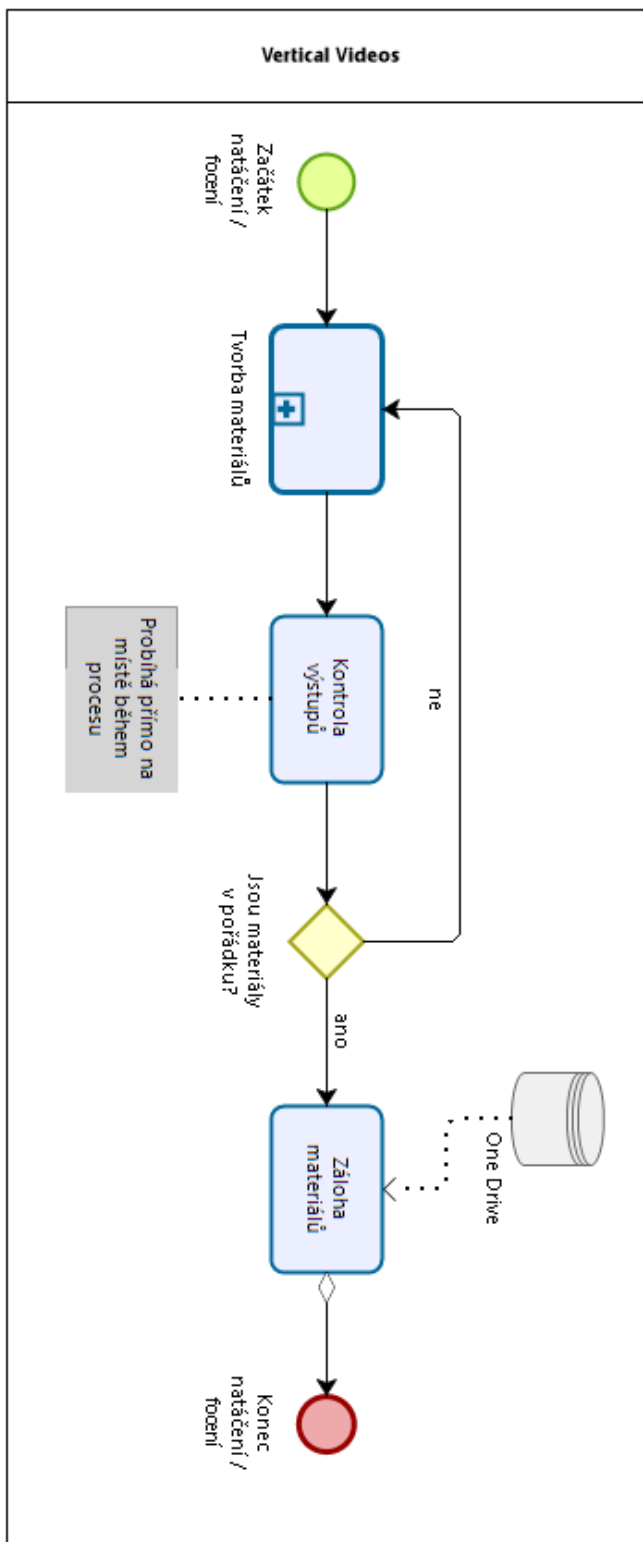 Vertical Videos
Začátek
natáčení /
focení
Tvorba materiálů
Kontrola
výstupů
Probíhá přímo na
místě během
procesu
ne
Jsou materiály
v pořádku?
ano
One Drive
Záloha
materiálů
Konec
natáčení /
focení